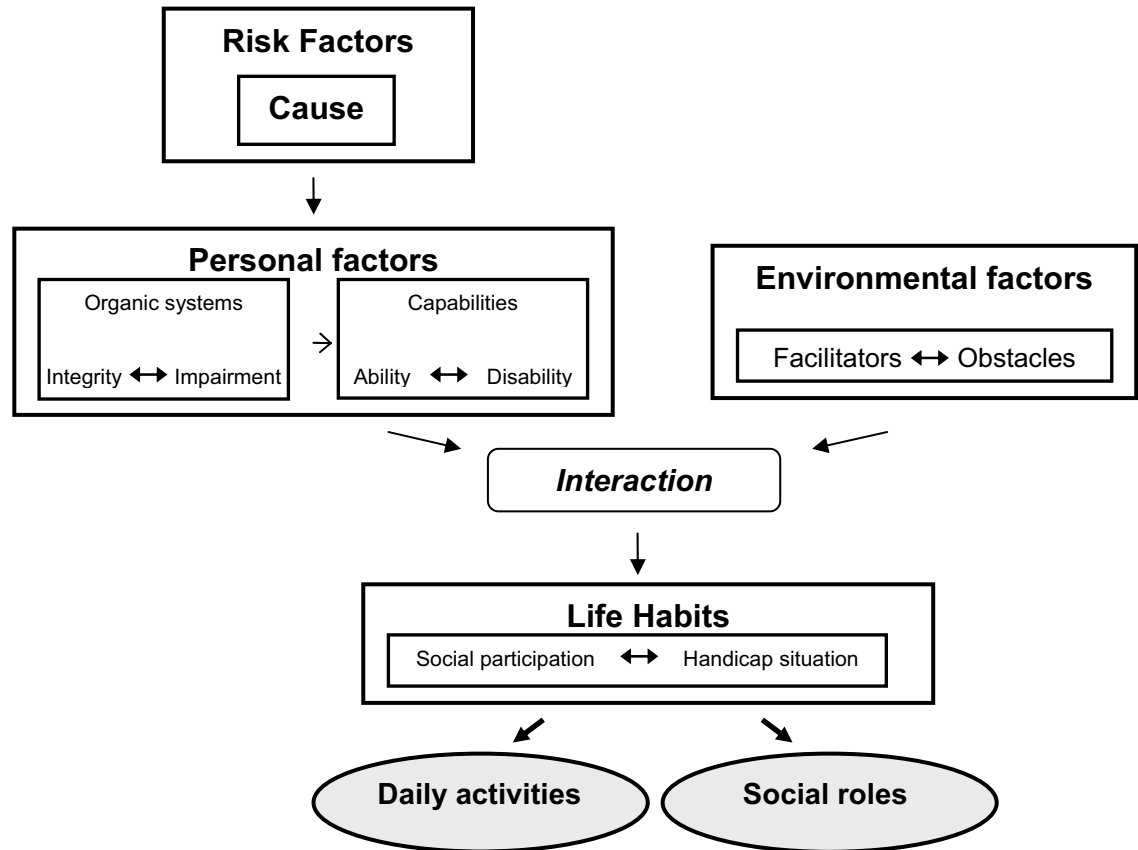 Risk Factors
Cause
Personal factors
Organic systems
Integrity Impairment
Capabilities
Ability Disability
Environmental factors
Facilitators Obstacles
Interaction
Life Habits
Social participation Handicap situation
Daily activities
Social roles